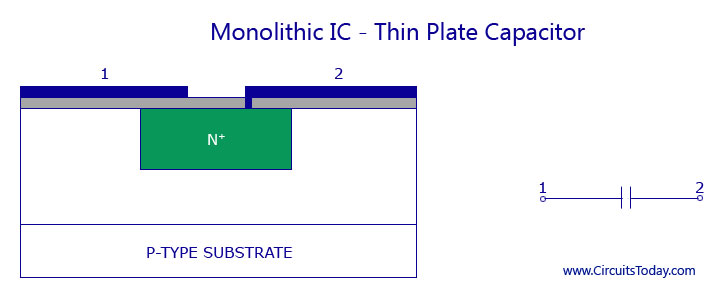 Monolithic IC - Thin Plate Capacitor
1 2
N+
1 2
P-TYPE SUBSTRATE
www.CircuitsToday.com